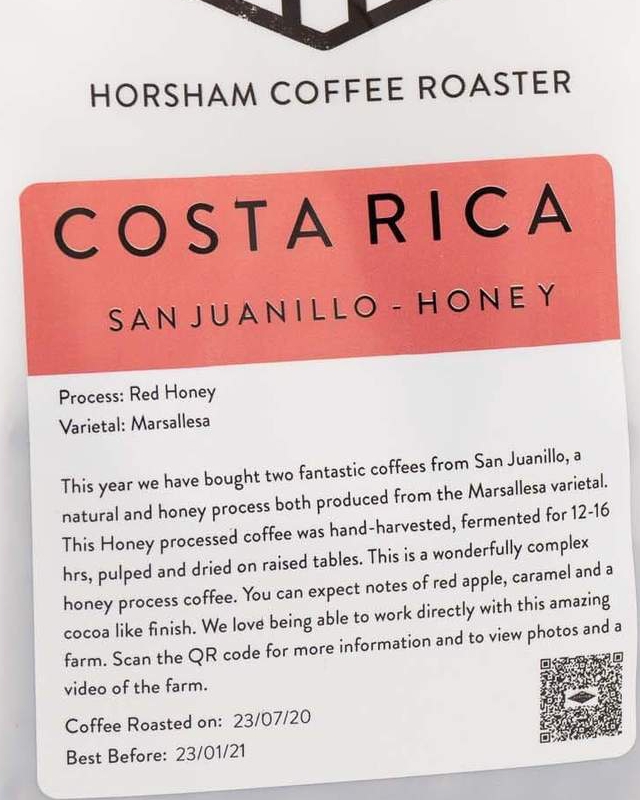 HORSHAM COFFEE ROASTER
COSTA RICA
SAN JUANILLO - HONEY
Process: Red Honey
Varietal: Marsallesa
This year we have bought two fantastic coffees from San Juanillo, a
natural and honey process both produced from the Marsallesa varietal.
This Honey processed coffee was hand-harvested, fermented for 12-16
hrs, pulped and dried on raised tables. This is a wonderfully complex
honey process coffee. You can expect notes of red apple, caramel and a
cocoa like finish. We love being able to work directly with this amazing
farm. Scan the QR code for more information and to view photos and a
video of the farm.
Coffee Roasted on: 23/07/20
Best Before: 23/01/21